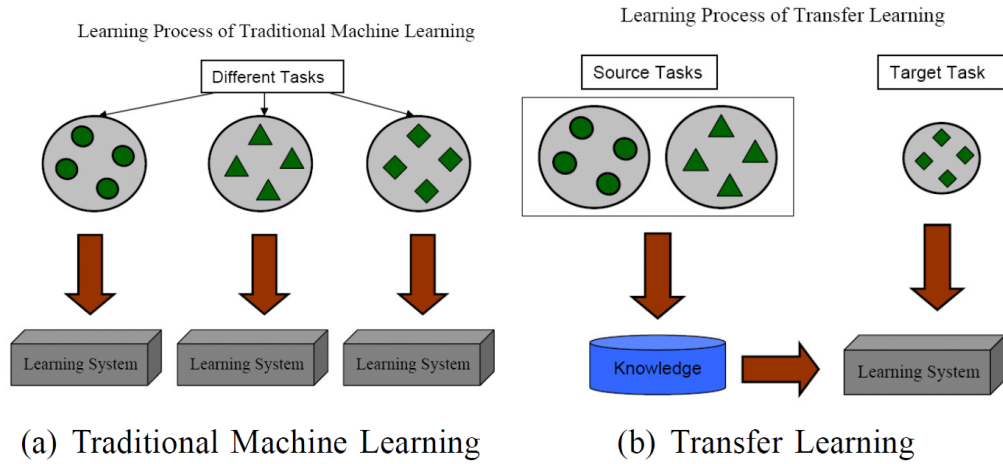 Learning Process of Traditional Machine Learning
Different Tasks
Learning System
Learning System
Learning System
(a) Traditional Machine Learning
Learning Process of Transfer Learning
Source Tasks
Target Task
Knowledge
Learning System
(b) Transfer Learning